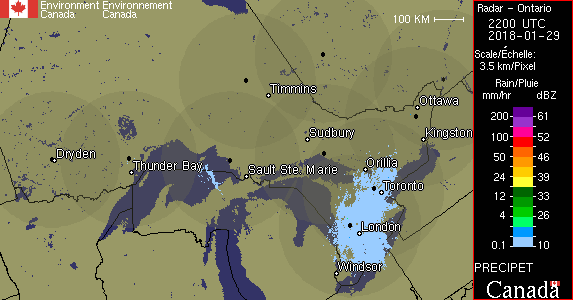 Environment Environnement
Canada Canada
100 KM
Timmins
Ottawa
Sudbury
Kingston
Dryden
Thunder Bay
Sault Ste. Marie
Orillia
Toronto
London
Windsor
Radar - Ontario
2200 UTC
2018-01-29
Scale/Échelle:
3.5 km/Pixel
Rain/Pluie
mm/hr dBZ
200 61
100 52
50 46
24 39
12 33
4 26
0.1 10
PRECIPET
Canada